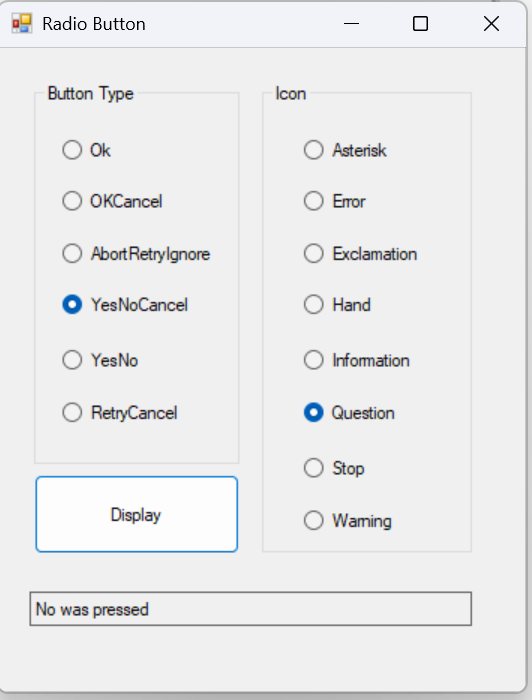 Radio Button
Button Type
Ok
OKCancel
AbortRetryIgnore
YesNoCancel
YesNo
RetryCancel
Display
Icon
Asterisk
Error
Exclamation
Hand
Information
Question
Stop
Warning
No was pressed